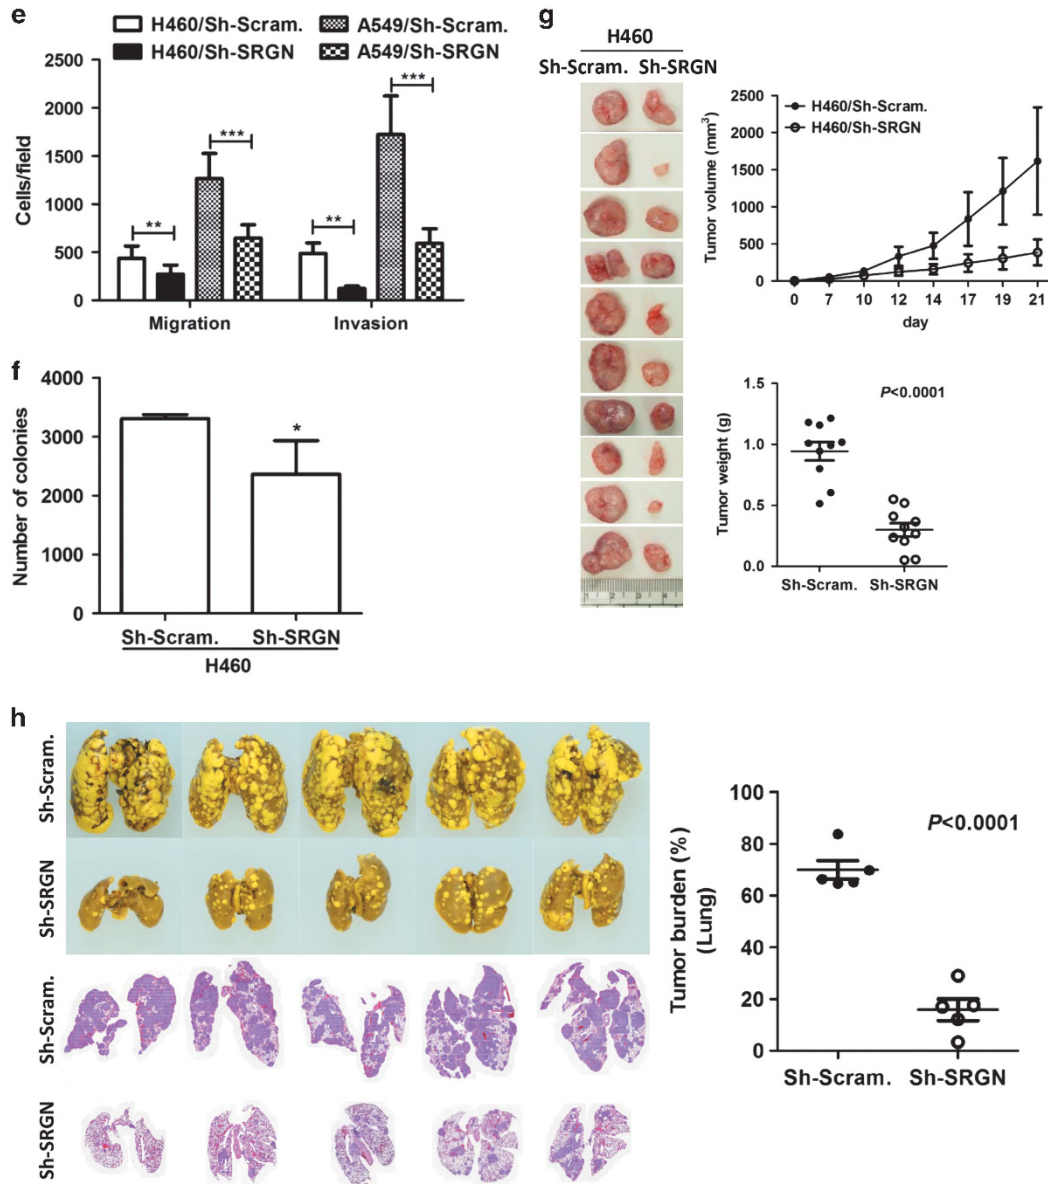 e
H460/Sh-Scram.
A549/Sh-Scram.
H460/Sh-SRGN
A549/Sh-SRGN
Cells/field
2500
2000
1500
1000
500
0
**
***
**
***
Migration
Invasion
f
Number of colonies
4000
3000
2000
1000
0
*
Sh-Scram.
Sh-SRGN
H460
g
H460
Sh-Scram.
Sh-SRGN
Tumor volume (mm³)
2500
2000
1500
1000
500
0
H460/Sh-Scram.
H460/Sh-SRGN
0 7 10 12 14 17 19 21
day
Tumor weight (g)
1.5
1.0
0.5
0.0
P<0.0001
Sh-Scram.
Sh-SRGN
h
Sh-Scram.
Sh-SRGN
Sh-Scram.
Sh-SRGN
Tumor burden (%)
(Lung)
100
80
60
40
20
0
P<0.0001
Sh-Scram.
Sh-SRGN